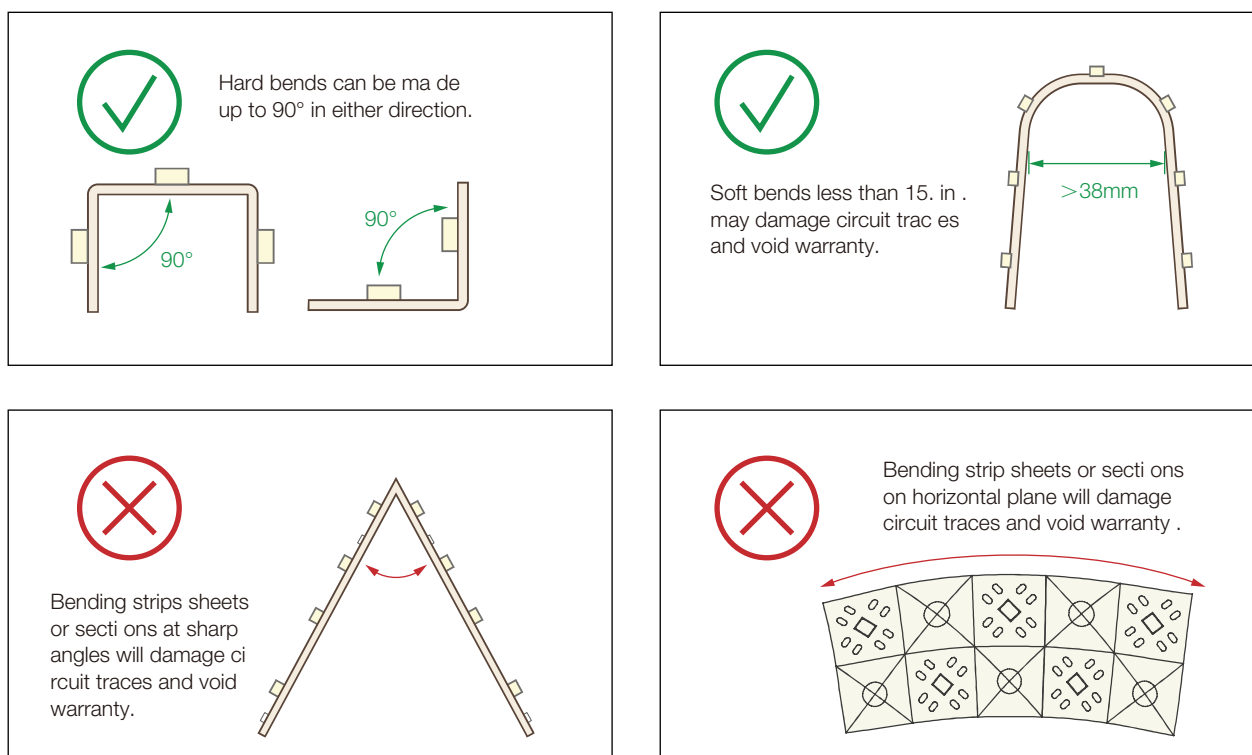 Hard bends can be ma de
up to 90° in either direction.
90°
90°
Soft bends less than 15. in .
may damage circuit trac es
and void warranty.
>38mm
Bending strips sheets
or secti ons at sharp
angles will damage ci
rcuit traces and void
warranty.
Bending strip sheets or secti ons
on horizontal plane will damage
circuit traces and void warranty .